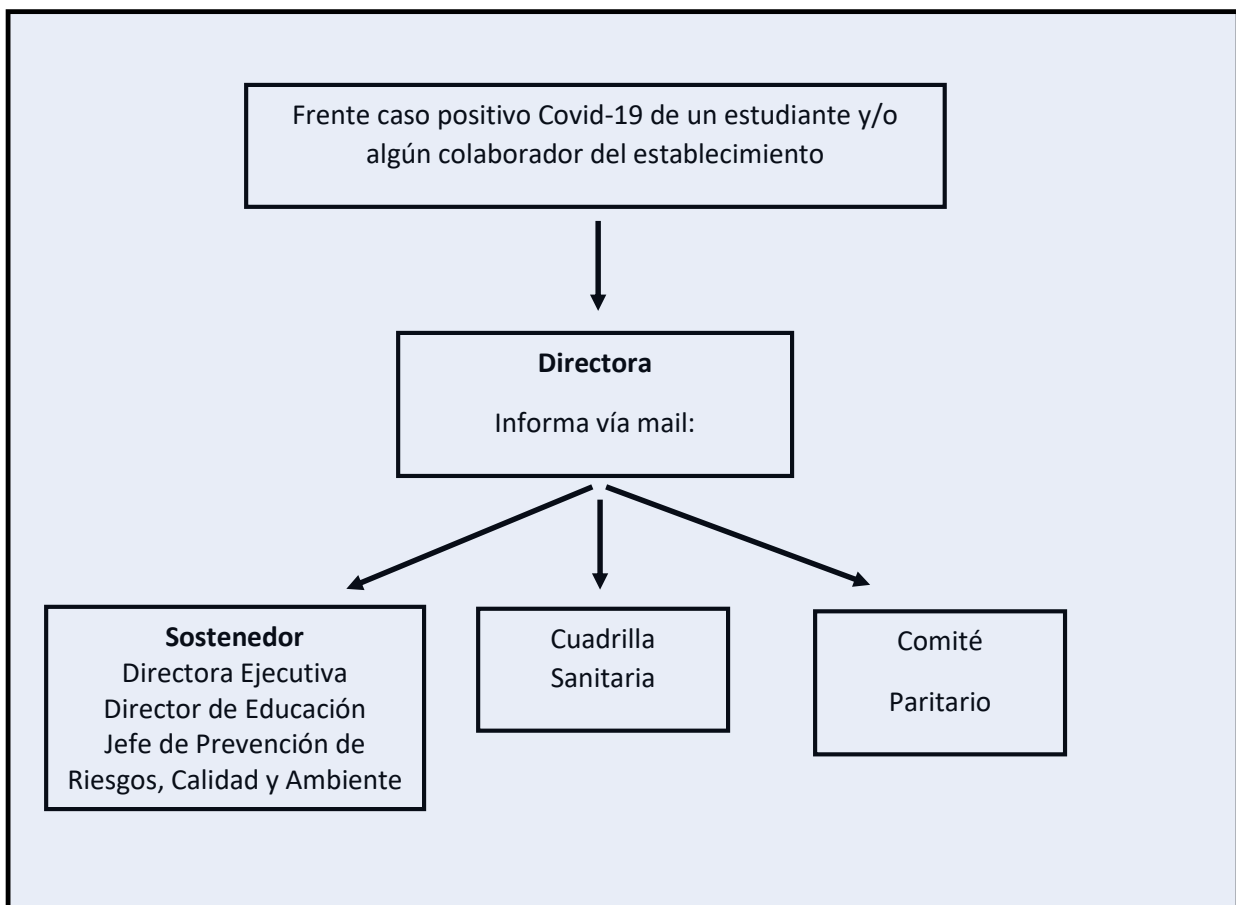 Frente caso positivo Covid-19 de un estudiante y/o
algún colaborador del establecimiento
Directora
Informa vía mail:
Sostenedor
Directora Ejecutiva
Director de Educación
Jefe de Prevención de
Riesgos, Calidad y Ambiente
Cuadrilla
Sanitaria
Comité
Paritario